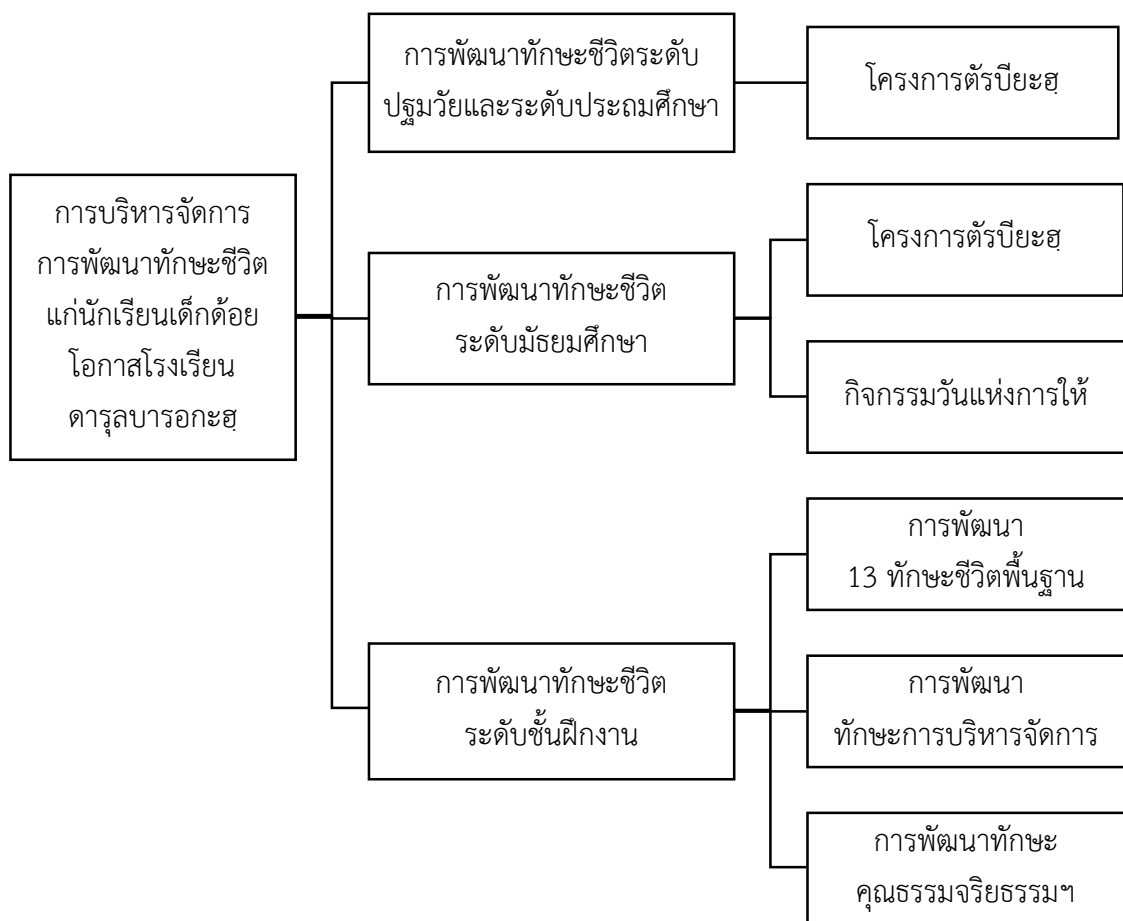 การบริหารจัดการ
การพัฒนาทักษะชีวิต
แก่นักเรียนเด็กด้อย
โอกาสโรงเรียน
ดารุลบารอกะฮฺ
การพัฒนาทักษะชีวิตระดับ
ปฐมวัยและระดับประถมศึกษา
โครงการตัรบียะฮฺ
การพัฒนาทักษะชีวิต
ระดับมัธยมศึกษา
โครงการตัรบียะฮฺ
กิจกรรมวันแห่งการให้
การพัฒนาทักษะชีวิต
ระดับชั้นฝึกงาน
การพัฒนา
13 ทักษะชีวิตพื้นฐาน
การพัฒนา
ทักษะการบริหารจัดการ
การพัฒนาทักษะ
คุณธรรมจริยธรรมฯ